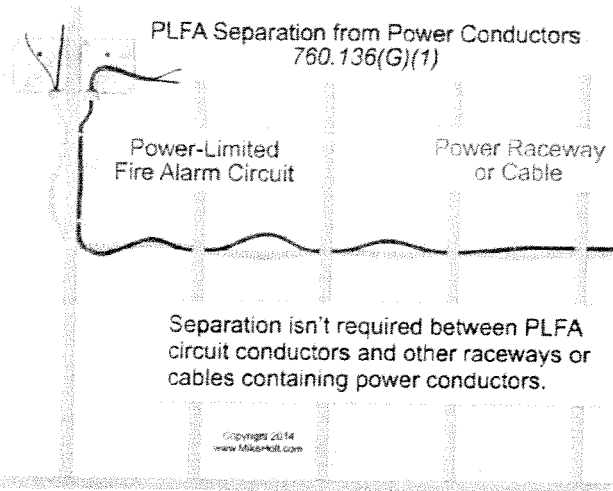 PLFA Separation from Power Conductors
760.136(G)(1)
Power-Limited
Fire Alarm Circuit
Power Raceway
or Cable
Separation isn't required between PLFA
circuit conductors and other raceways or
cables containing power conductors.
Copyright 2014
www.MikeHolt.com